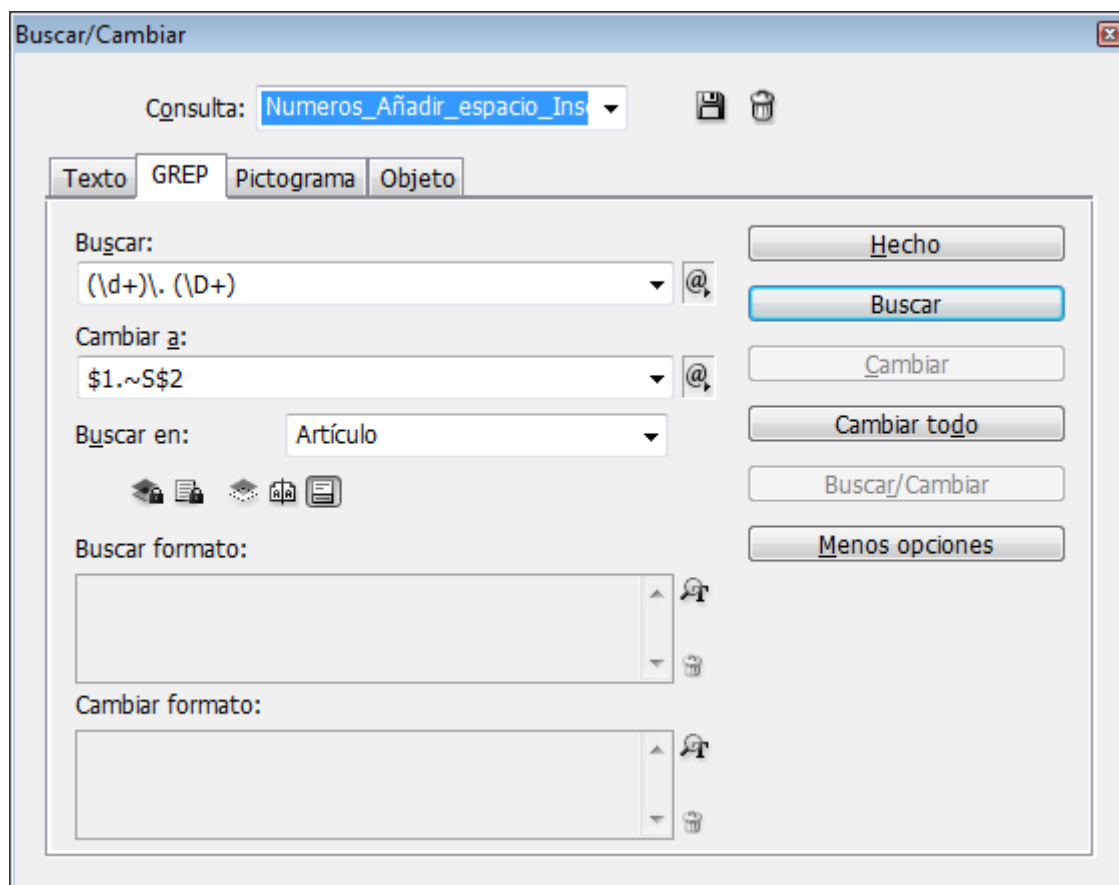 Buscar/Cambiar
Consulta: Numeros_Añadir_espacio_Ins
Texto GREP Pictograma Objeto
Buscar:
(\d+)\. (\D+)
Cambiar a:
$1.~S$2
Buscar en: Artículo
Buscar formato:
Cambiar formato:
Hecho
Buscar
Cambiar
Cambiar todo
Buscar/Cambiar
Menos opciones